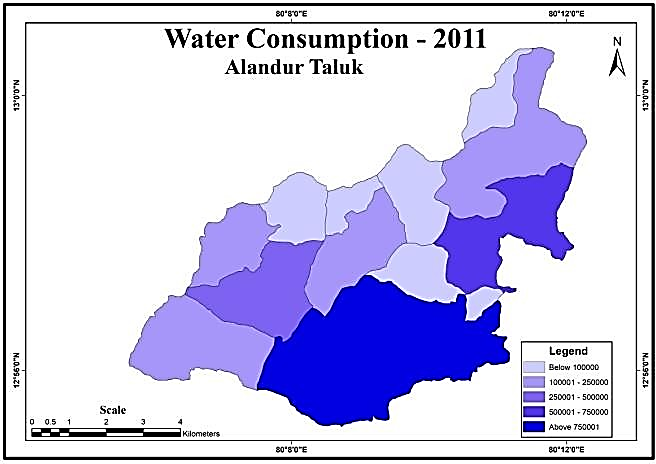 80°8'0"E
80°12'0"E
Water Consumption - 2011
Alandur Taluk
N
13°0'0"N
13°0'0"N
12°56'0"N
12°56'0"N
Legend
Below 100000
100001 - 250000
250001 - 500000
500001 - 750000
Above 750001
Scale
0 0.5 1 2 3 4
Kilometers
80°8'0"E
80°12'0"E